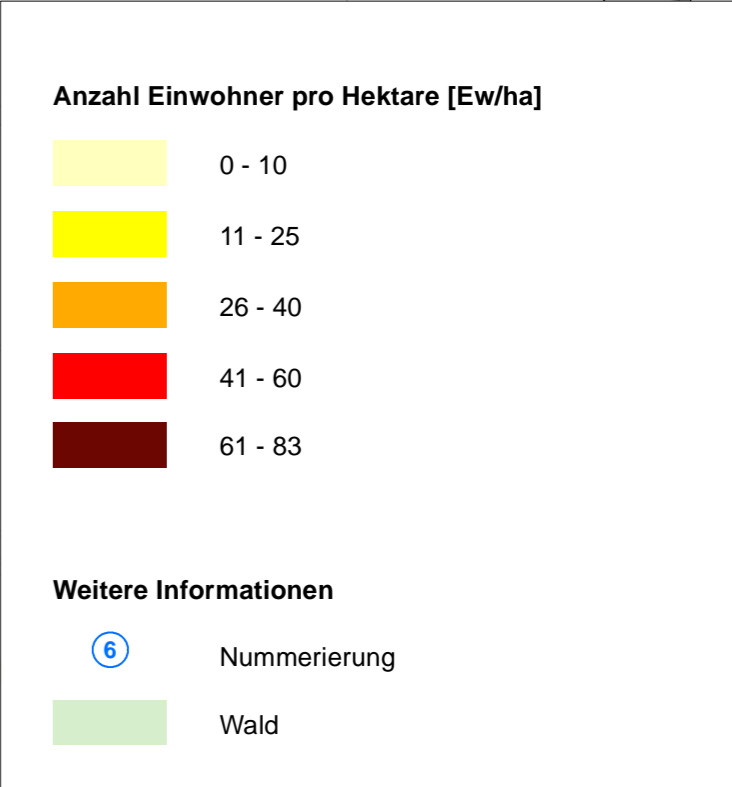 Anzahl Einwohner pro Hektare [Ew/ha]
0 - 10
11 - 25
26 - 40
41 - 60
61 - 83
Weitere Informationen
6 Nummerierung
Wald